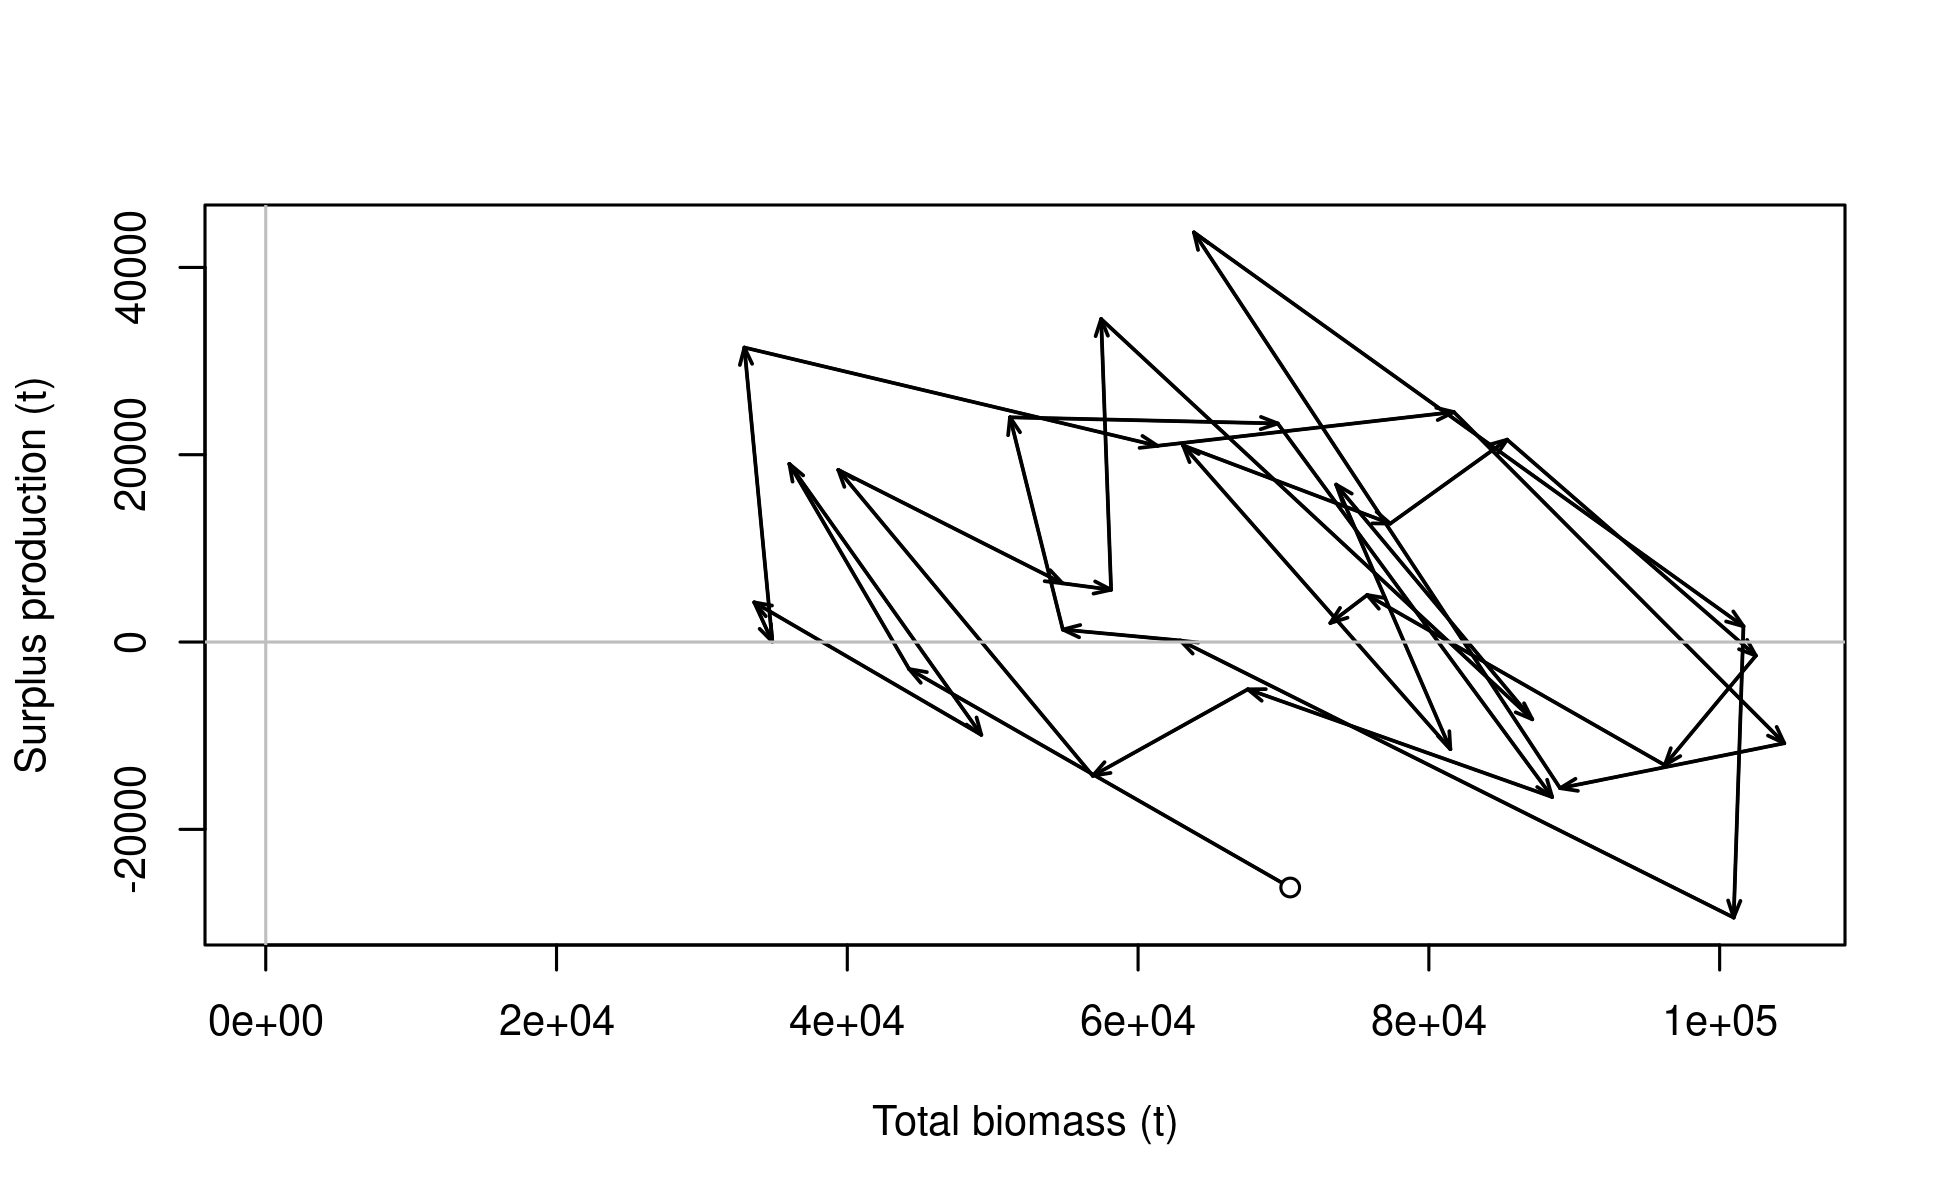 Surplus production (t)
40000
20000
0
-20000
0e+00 2e+04 4e+04 6e+04 8e+04 1e+05
Total biomass (t)